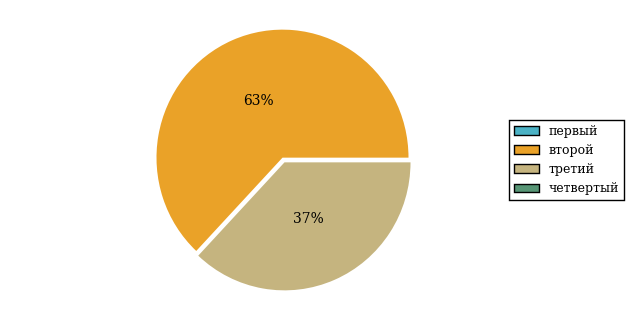 63%
37%
первый
второй
третий
четвертый